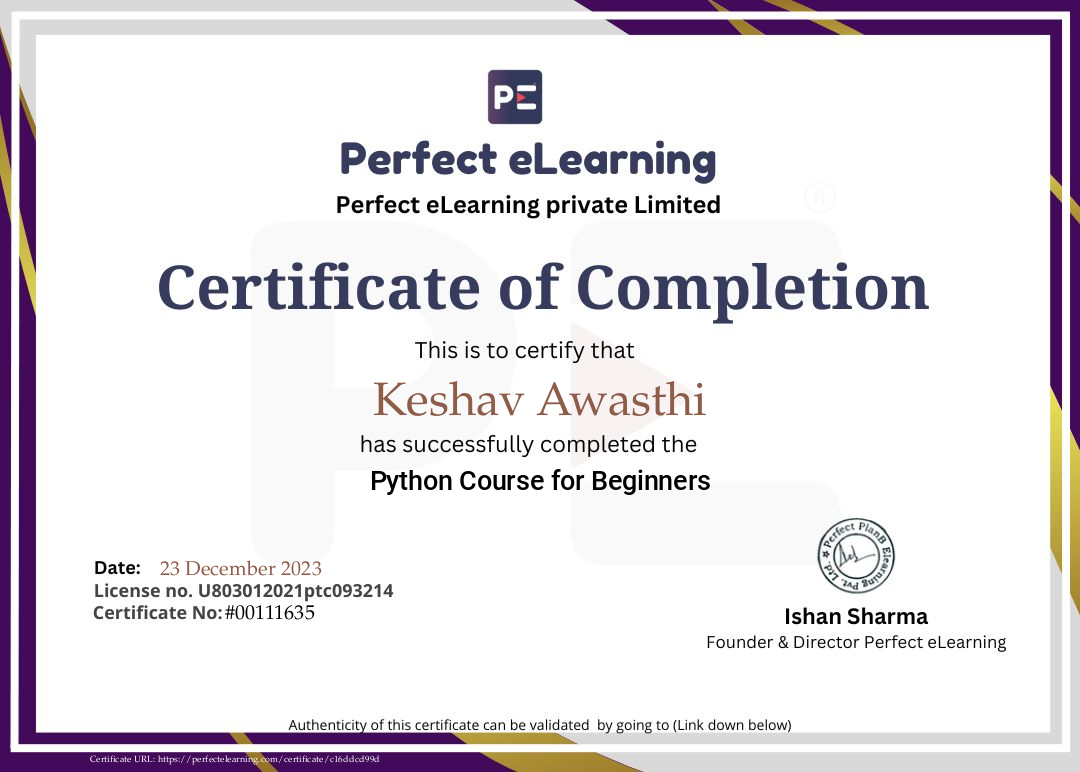 PE
Perfect eLearning
Perfect eLearning private Limited
®
Certificate of Completion
This is to certify that
Keshav Awasthi
has successfully completed the
Python Course for Beginners
Date: 23 December 2023
License no. U803012021ptc093214
Certificate No: #00111635
Perfect PlanB Elearning Pvt. Ltd.
Ishan Sharma
Founder & Director Perfect eLearning
Authenticity of this certificate can be validated by going to (Link down below)
Certificate URL: https://perfectelearning.com/certificate/c16ddcd99d